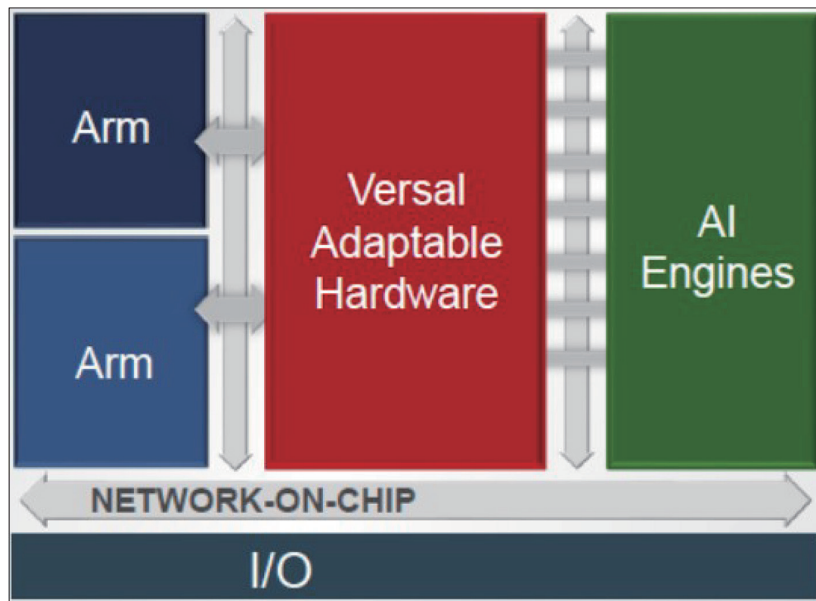 Arm
Arm
Versal
Adaptable
Hardware
AI
Engines
NETWORK-ON-CHIP
I/O